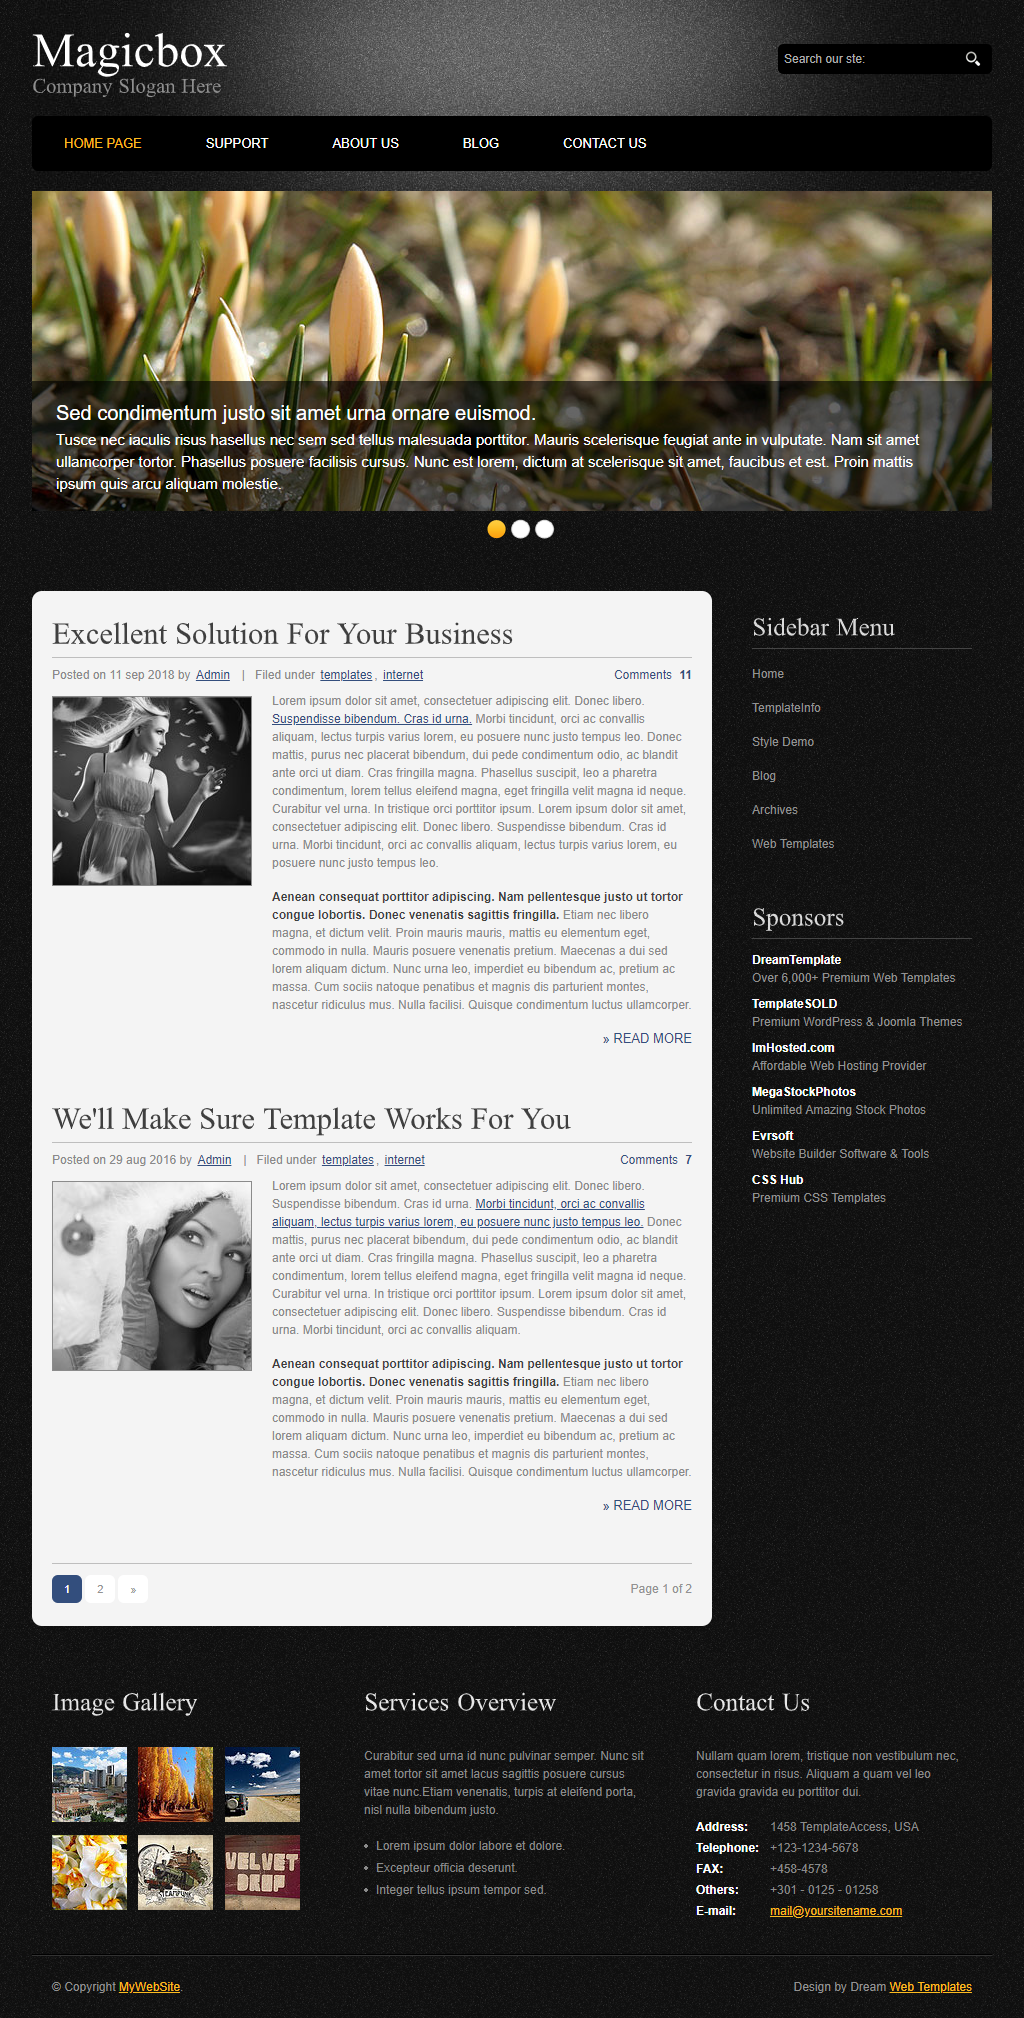 Magicbox
Company Slogan Here
Search our ste:
HOME PAGE SUPPORT ABOUT US BLOG CONTACT US
Sed condimentum justo sit amet urna ornare euismod.
Tusce nec iaculis risus hasellus nec sem sed tellus malesuada porttitor. Mauris scelerisque feugiat ante in vulputate. Nam sit amet
ullamcorper tortor. Phasellus posuere facilisis cursus. Nunc est lorem, dictum at scelerisque sit amet, faucibus et est. Proin mattis
ipsum quis arcu aliquam molestie.
Excellent Solution For Your Business
Posted on 11 sep 2018 by Admin | Filed under templates, internet Comments 11
Lorem ipsum dolor sit amet, consectetuer adipiscing elit. Donec libero.
Suspendisse bibendum. Cras id urna. Morbi tincidunt, orci ac convallis
aliquam, lectus turpis varius lorem, eu posuere nunc justo tempus leo. Donec
mattis, purus nec placerat bibendum, dui pede condimentum odio, ac blandit
ante orci ut diam. Cras fringilla magna. Phasellus suscipit, leo a pharetra
condimentum, lorem tellus eleifend magna, eget fringilla velit magna id neque.
Curabitur vel urna. In tristique orci porttitor ipsum. Lorem ipsum dolor sit amet,
consectetuer adipiscing elit. Donec libero. Suspendisse bibendum. Cras id
urna. Morbi tincidunt, orci ac convallis aliquam, lectus turpis varius lorem, eu
posuere nunc justo tempus leo.
Aenean consequat porttitor adipiscing. Nam pellentesque justo ut tortor
congue lobortis. Donec venenatis sagittis fringilla. Etiam nec libero
magna, et dictum velit. Proin mauris mauris, mattis eu elementum eget,
commodo in nulla. Mauris posuere venenatis pretium. Maecenas a dui sed
lorem aliquam dictum. Nunc urna leo, imperdiet eu bibendum ac, pretium ac
massa. Cum sociis natoque penatibus et magnis dis parturient montes,
nascetur ridiculus mus. Nulla facilisi. Quisque condimentum luctus ullamcorper.
» READ MORE
We'll Make Sure Template Works For You
Posted on 29 aug 2016 by Admin | Filed under templates, internet Comments 7
Lorem ipsum dolor sit amet, consectetuer adipiscing elit. Donec libero.
Suspendisse bibendum. Cras id urna. Morbi tincidunt, orci ac convallis
aliquam, lectus turpis varius lorem, eu posuere nunc justo tempus leo. Donec
mattis, purus nec placerat bibendum, dui pede condimentum odio, ac blandit
ante orci ut diam. Cras fringilla magna. Phasellus suscipit, leo a pharetra
condimentum, lorem tellus eleifend magna, eget fringilla velit magna id neque.
Curabitur vel urna. In tristique orci porttitor ipsum. Lorem ipsum dolor sit amet,
consectetuer adipiscing elit. Donec libero. Suspendisse bibendum. Cras id
urna. Morbi tincidunt, orci ac convallis aliquam.
Aenean consequat porttitor adipiscing. Nam pellentesque justo ut tortor
congue lobortis. Donec venenatis sagittis fringilla. Etiam nec libero
magna, et dictum velit. Proin mauris mauris, mattis eu elementum eget,
commodo in nulla. Mauris posuere venenatis pretium. Maecenas a dui sed
lorem aliquam dictum. Nunc urna leo, imperdiet eu bibendum ac, pretium ac
massa. Cum sociis natoque penatibus et magnis dis parturient montes,
nascetur ridiculus mus. Nulla facilisi. Quisque condimentum luctus ullamcorper.
» READ MORE
1 2 » Page 1 of 2
Sidebar Menu
Home
TemplateInfo
Style Demo
Blog
Archives
Web Templates
Sponsors
DreamTemplate
Over 6,000+ Premium Web Templates
TemplateSOLD
Premium WordPress & Joomla Themes
ImHosted.com
Affordable Web Hosting Provider
MegaStockPhotos
Unlimited Amazing Stock Photos
Evrsoft
Website Builder Software & Tools
CSS Hub
Premium CSS Templates
Image Gallery
STEAMPUNK
VELVET
DROP
Services Overview
Curabitur sed urna id nunc pulvinar semper. Nunc sit
amet tortor sit amet lacus sagittis posuere cursus
vitae nunc.Etiam venenatis, turpis at eleifend porta,
nisl nulla bibendum justo.
• Lorem ipsum dolor labore et dolore.
• Excepteur officia deserunt.
• Integer tellus ipsum tempor sed.
Contact Us
Nullam quam lorem, tristique non vestibulum nec,
consectetur in risus. Aliquam a quam vel leo
gravida gravida eu porttitor dui.
Address: 1458 TemplateAccess, USA
Telephone: +123-1234-5678
FAX: +458-4578
Others: +301 - 0125 - 01258
E-mail: mail@yoursitename.com
© Copyright MyWebSite. Design by Dream Web Templates